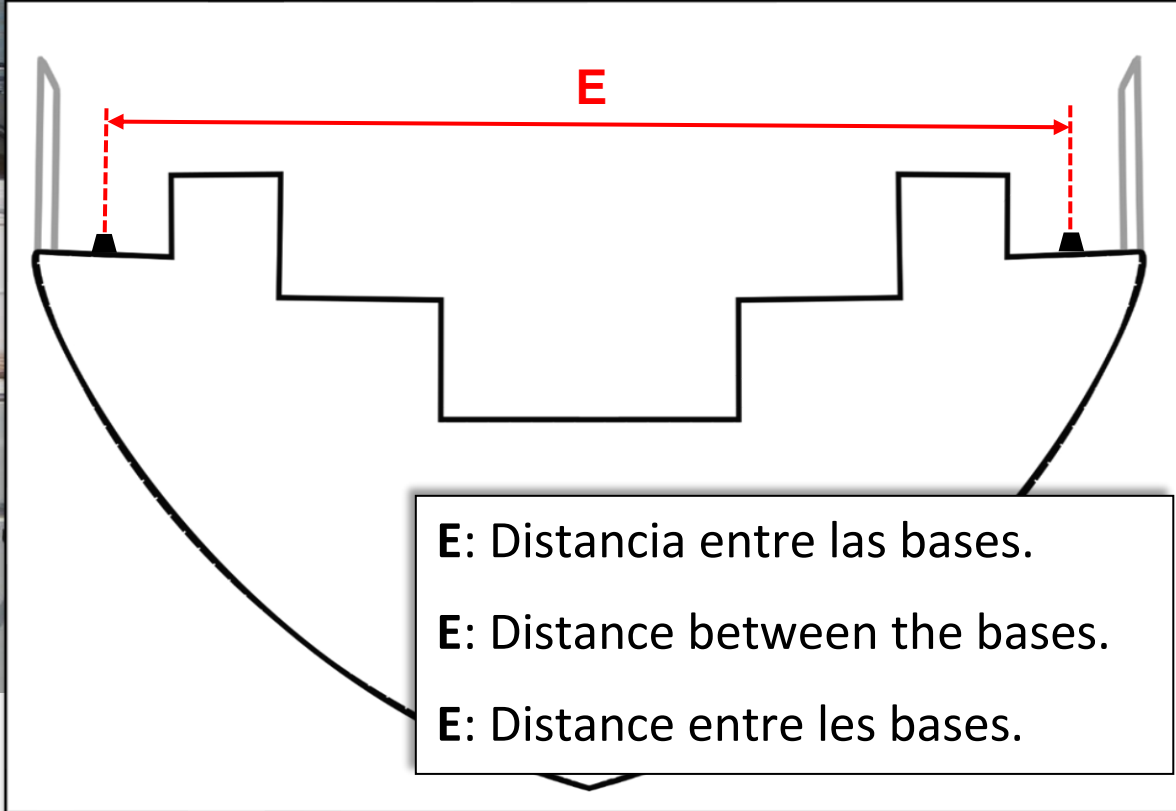 E
E: Distancia entre las bases.
E: Distance between the bases.
E: Distance entre les bases.